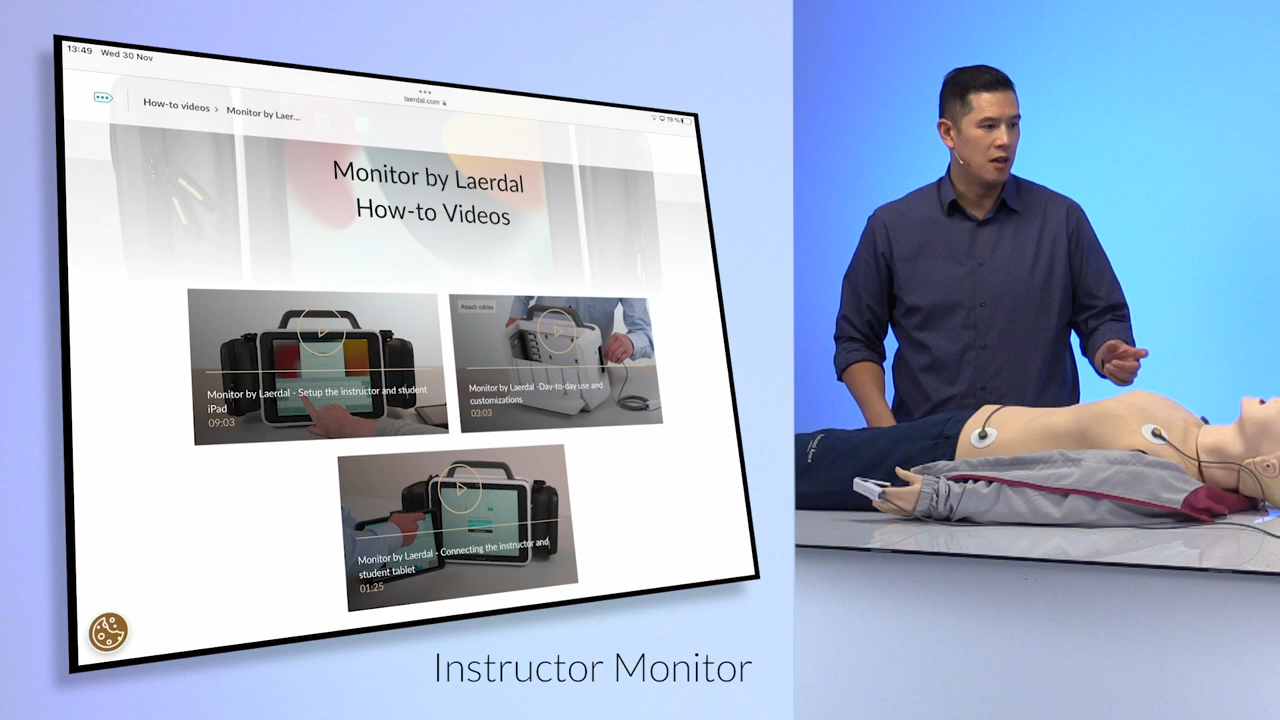 13:49 Wed 30 Nov
laerdal.com
19 %
How-to videos > Monitor by Laer...
Monitor by Laerdal
How-to Videos
Monitor by Laerdal - Setup the instructor and student
iPad
09:03
Attach cables
Monitor by Laerdal -Day-to-day use and
customizations
03:03
Monitor by Laerdal - Connecting the instructor and
student tablet
01:25
Instructor Monitor